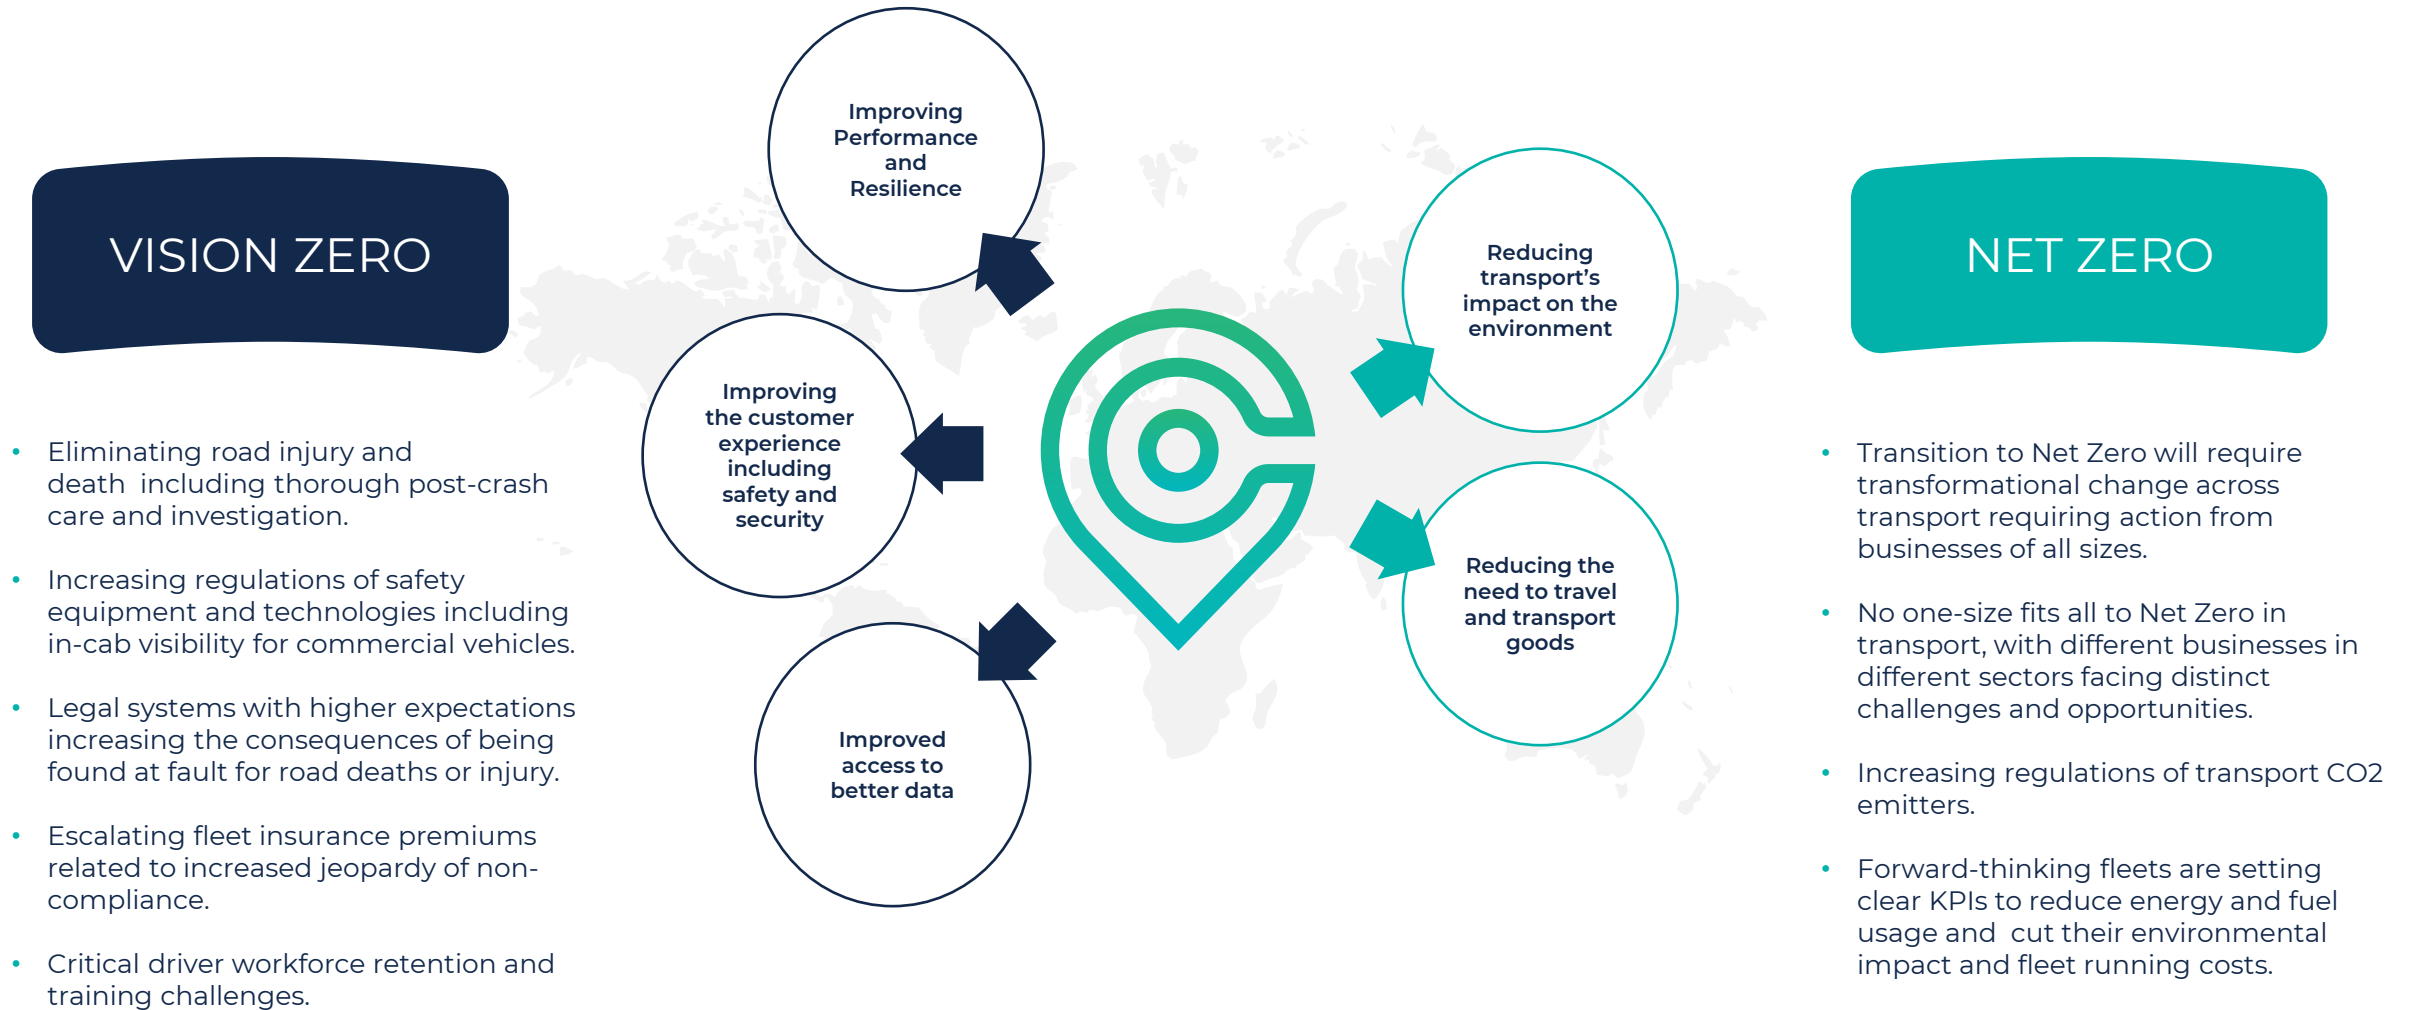 VISION ZERO
• Eliminating road injury and
death  including thorough post-crash
care and investigation.
• Increasing regulations of safety
equipment and technologies including
in-cab visibility for commercial vehicles.
• Legal systems with higher expectations
increasing the consequences of being
found at fault for road deaths or injury.
• Escalating fleet insurance premiums
related to increased jeopardy of non-
compliance.
• Critical driver workforce retention and
training challenges.
Improving
Performance
and
Resilience
Improving
the customer
experience
including
safety and
security
Improved
access to
better data
Reducing
transport’s
impact on the
environment
Reducing the
need to travel
and transport
goods
NET ZERO
• Transition to Net Zero will require
transformational change across
transport requiring action from
businesses of all sizes.
• No one-size fits all to Net Zero in
transport, with different businesses in
different sectors facing distinct
challenges and opportunities.
• Increasing regulations of transport CO2
emitters.
• Forward-thinking fleets are setting
clear KPIs to reduce energy and fuel
usage and  cut their environmental
impact and fleet running costs.